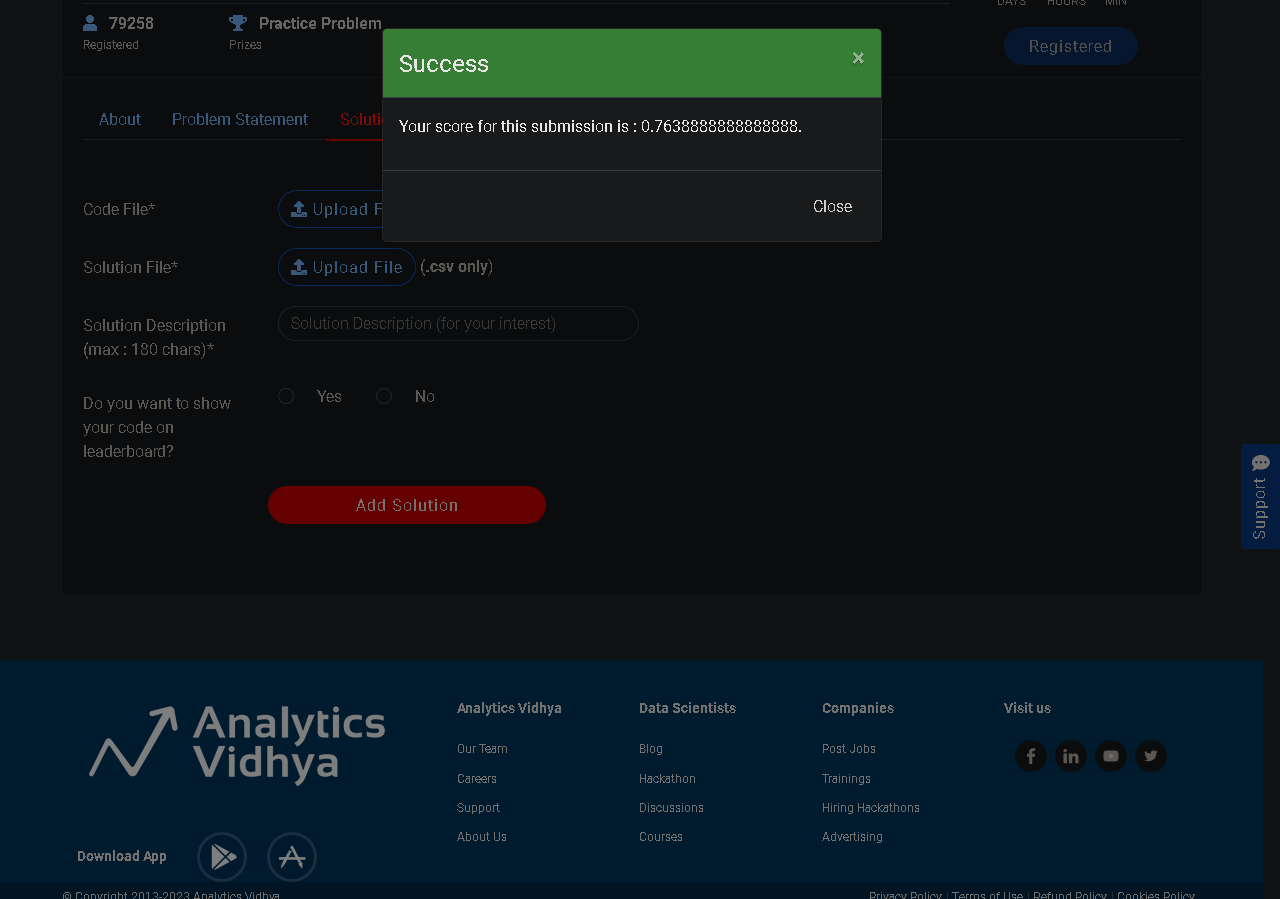 DAYS HOURS MIN
79258
Practice Problem
Registered
Prizes
Registered
Success
×
About
Problem Statement
Your score for this submission is : 0.7638888888888888.
Close
Code File*
Upload
Solution File*
Upload File
(.csv only)
Solution Description
(max : 180 chars)*
Solution Description (for your interest)
Do you want to show
your code on
leaderboard?
Yes
No
Add Solution
Support
Analytics
Vidhya
Download App
Analytics Vidhya
Our Team
Careers
Support
About Us
Data Scientists
Blog
Hackathon
Discussions
Courses
Companies
Post Jobs
Trainings
Hiring Hackathons
Advertising
Visit us
© Copyright 2013-2023 Analytics Vidhya
Privacy Policy | Terms of Use | Refund Policy | Cookies Policy